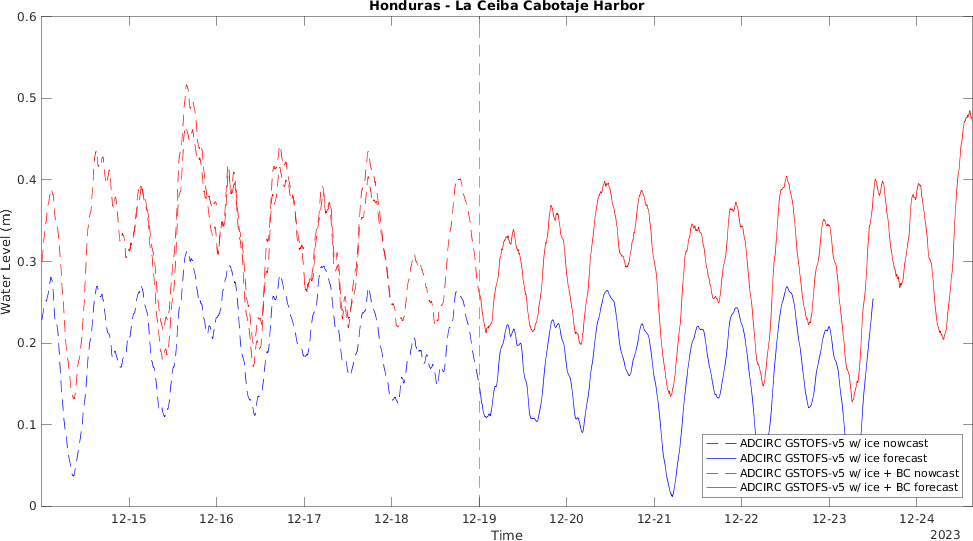 Honduras - La Ceiba Cabotaje Harbor
0.6
0.5
0.4
0.3
0.2
0.1
0
Water Level (m)
12-15 12-16 12-17 12-18 12-19 12-20 12-21 12-22 12-23 12-24
Time
2023
ADCIRC GSTOFS-v5 w/ ice nowcast
ADCIRC GSTOFS-v5 w/ ice forecast
ADCIRC GSTOFS-v5 w/ ice + BC nowcast
ADCIRC GSTOFS-v5 w/ ice + BC forecast